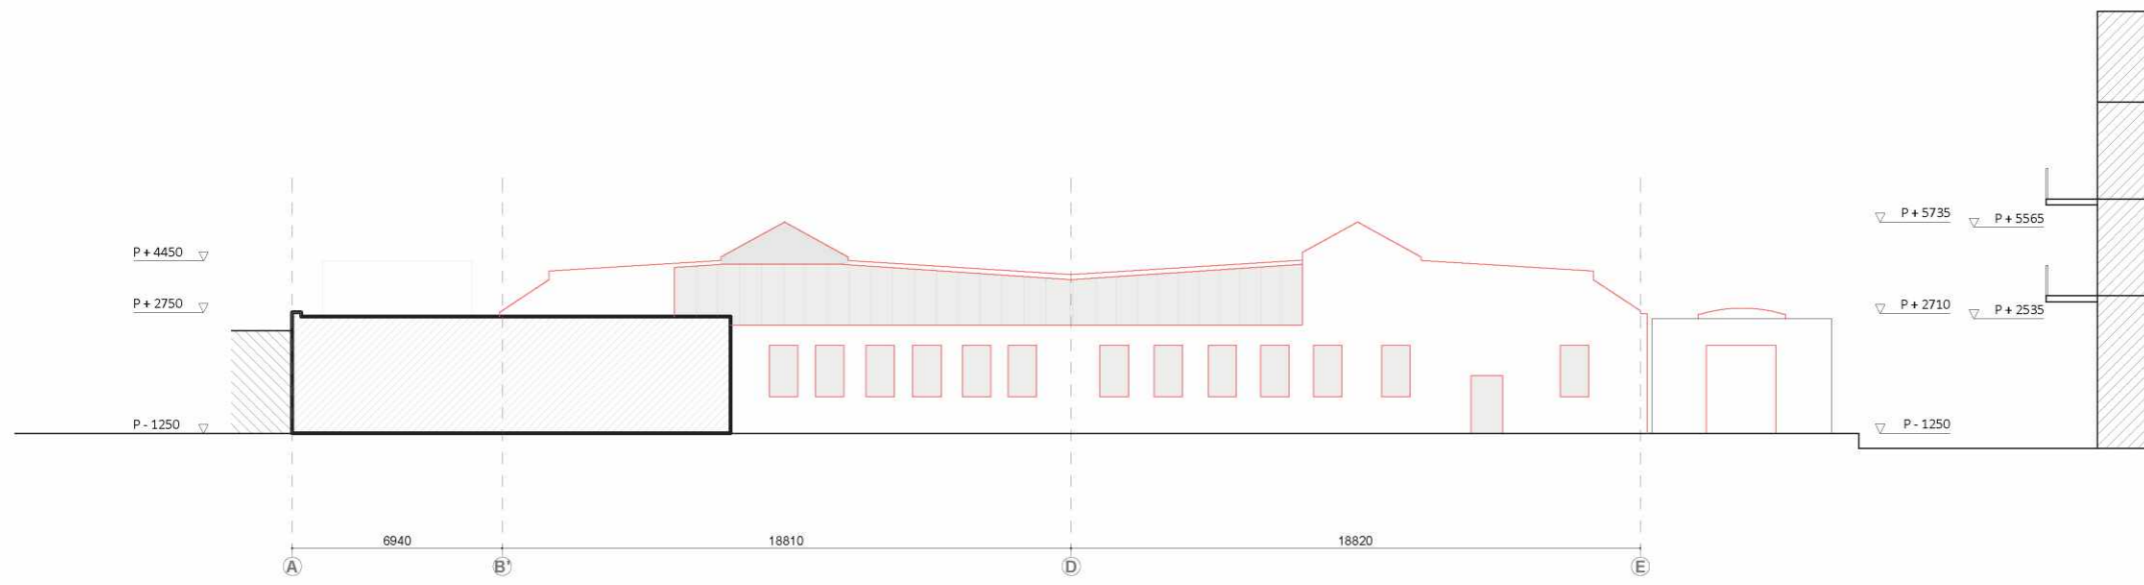 P + 5735
P + 5565
P + 4450
P + 2750
P + 2710
P + 2535
P - 1250
P - 1250
6940
18810
18820
A
B'
D
E